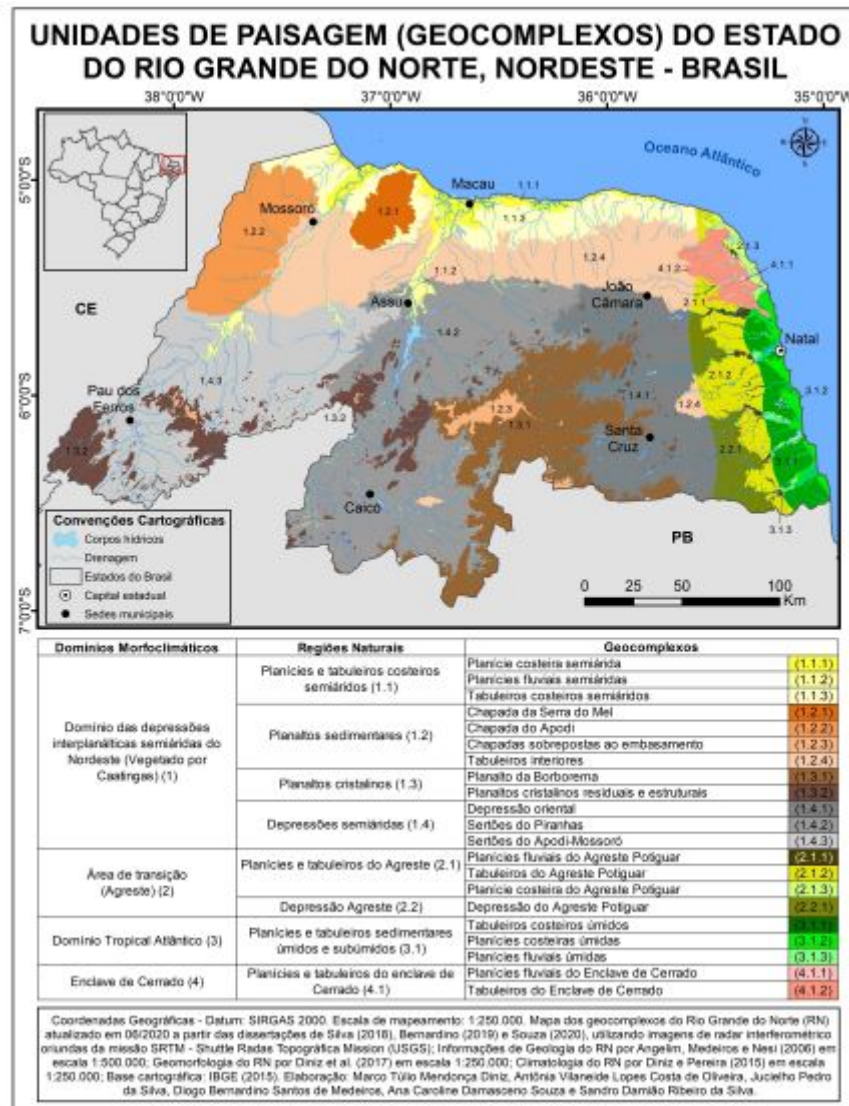 UNIDADES DE PAISAGEM (GEOCOMPLEXOS) DO ESTADO
DO RIO GRANDE DO NORTE, NORDESTE - BRASIL
38°0'0"W 37°0'0"W 36°0'0"W 35°0'0"W
5°0'0"S
6°0'0"S
7°0'0"S
Oceano Atlântico
Macau
1.1.1
Mossoró
1.2.1
1.1.3
1.2.2
1.2.4
2.1.3
1.1.2
4.1.2
4.1.1
CE
Assu
João
Câmara
2.1.1
1.4.2
Natal
1.4.3
2.1.2
Pau dos
Ferros
1.3.2
1.2.3
1.4.1
1.2.4
3.1.2
1.3.2
1.3.1
Santa
Cruz
2.2.1
3.1.1
Caicó
3.1.3
PB
Convenções Cartográficas
Corpos hídricos
Drenagem
Estados do Brasil
Capital estadual
Sedes municipais
0 25 50 100
Km
Domínios Morfoclimáticos Regiões Naturais Geocomplexos
Domínio das depressões
interplanálticas semiáridas do
Nordeste (Vegetado por
Caatingas) (1)
Planícies e tabuleiros costeiros
semiáridos (1.1)
Planície costeira semiárida (1.1.1)
Planícies fluviais semiáridas (1.1.2)
Tabuleiros costeiros semiáridos (1.1.3)
Planaltos sedimentares (1.2)
Chapada da Serra do Mel (1.2.1)
Chapada do Apodi (1.2.2)
Chapadas sobrepostas ao embasamento (1.2.3)
Tabuleiros interiores (1.2.4)
Planaltos cristalinos (1.3)
Planalto da Borborema (1.3.1)
Planaltos cristalinos residuais e estruturais (1.3.2)
Depressões semiáridas (1.4)
Depressão oriental (1.4.1)
Sertões do Piranhas (1.4.2)
Sertões do Apodi-Mossoró (1.4.3)
Área de transição
(Agreste) (2)
Planícies e tabuleiros do Agreste (2.1)
Planícies fluviais do Agreste Potiguar (2.1.1)
Tabuleiros do Agreste Potiguar (2.1.2)
Planície costeira do Agreste Potiguar (2.1.3)
Depressão Agreste (2.2)
Depressão do Agreste Potiguar (2.2.1)
Domínio Tropical Atlântico (3)
Planícies e tabuleiros sedimentares
úmidos e subúmidos (3.1)
Tabuleiros costeiros úmidos (3.1.1)
Planícies costeiras úmidas (3.1.2)
Planícies fluviais úmidas (3.1.3)
Enclave de Cerrado (4)
Planícies e tabuleiros do enclave de
Cerrado (4.1)
Planícies fluviais do Enclave de Cerrado (4.1.1)
Tabuleiros do Enclave de Cerrado (4.1.2)
Coordenadas Geográficas - Datum: SIRGAS 2000. Escala de mapeamento: 1:250.000. Mapa dos geocomplexos do Rio Grande do Norte (RN)
atualizado em 06/2020 a partir das dissertações de Silva (2018), Bernardino (2019) e Souza (2020), utilizando imagens de radar interferométrico
oriundas da missão SRTM - Shuttle Radas Topográfica Mission (USGS); Informações de Geologia do RN por Angelim, Medeiros e Nesi (2006) em
escala 1:500.000; Geomorfologia do RN por Diniz et al. (2017) em escala 1:250.000; Climatologia do RN por Diniz e Pereira (2015) em escala
1:250.000; Base cartográfica: IBGE (2015). Elaboração: Marco Túlio Mendonça Diniz, Antônia Vilaneide Lopes Costa de Oliveira, Jucielho Pedro
da Silva, Diogo Bernardino Santos de Medeiros, Ana Caroline Damasceno Souza e Sandro Damião Ribeiro da Silva.